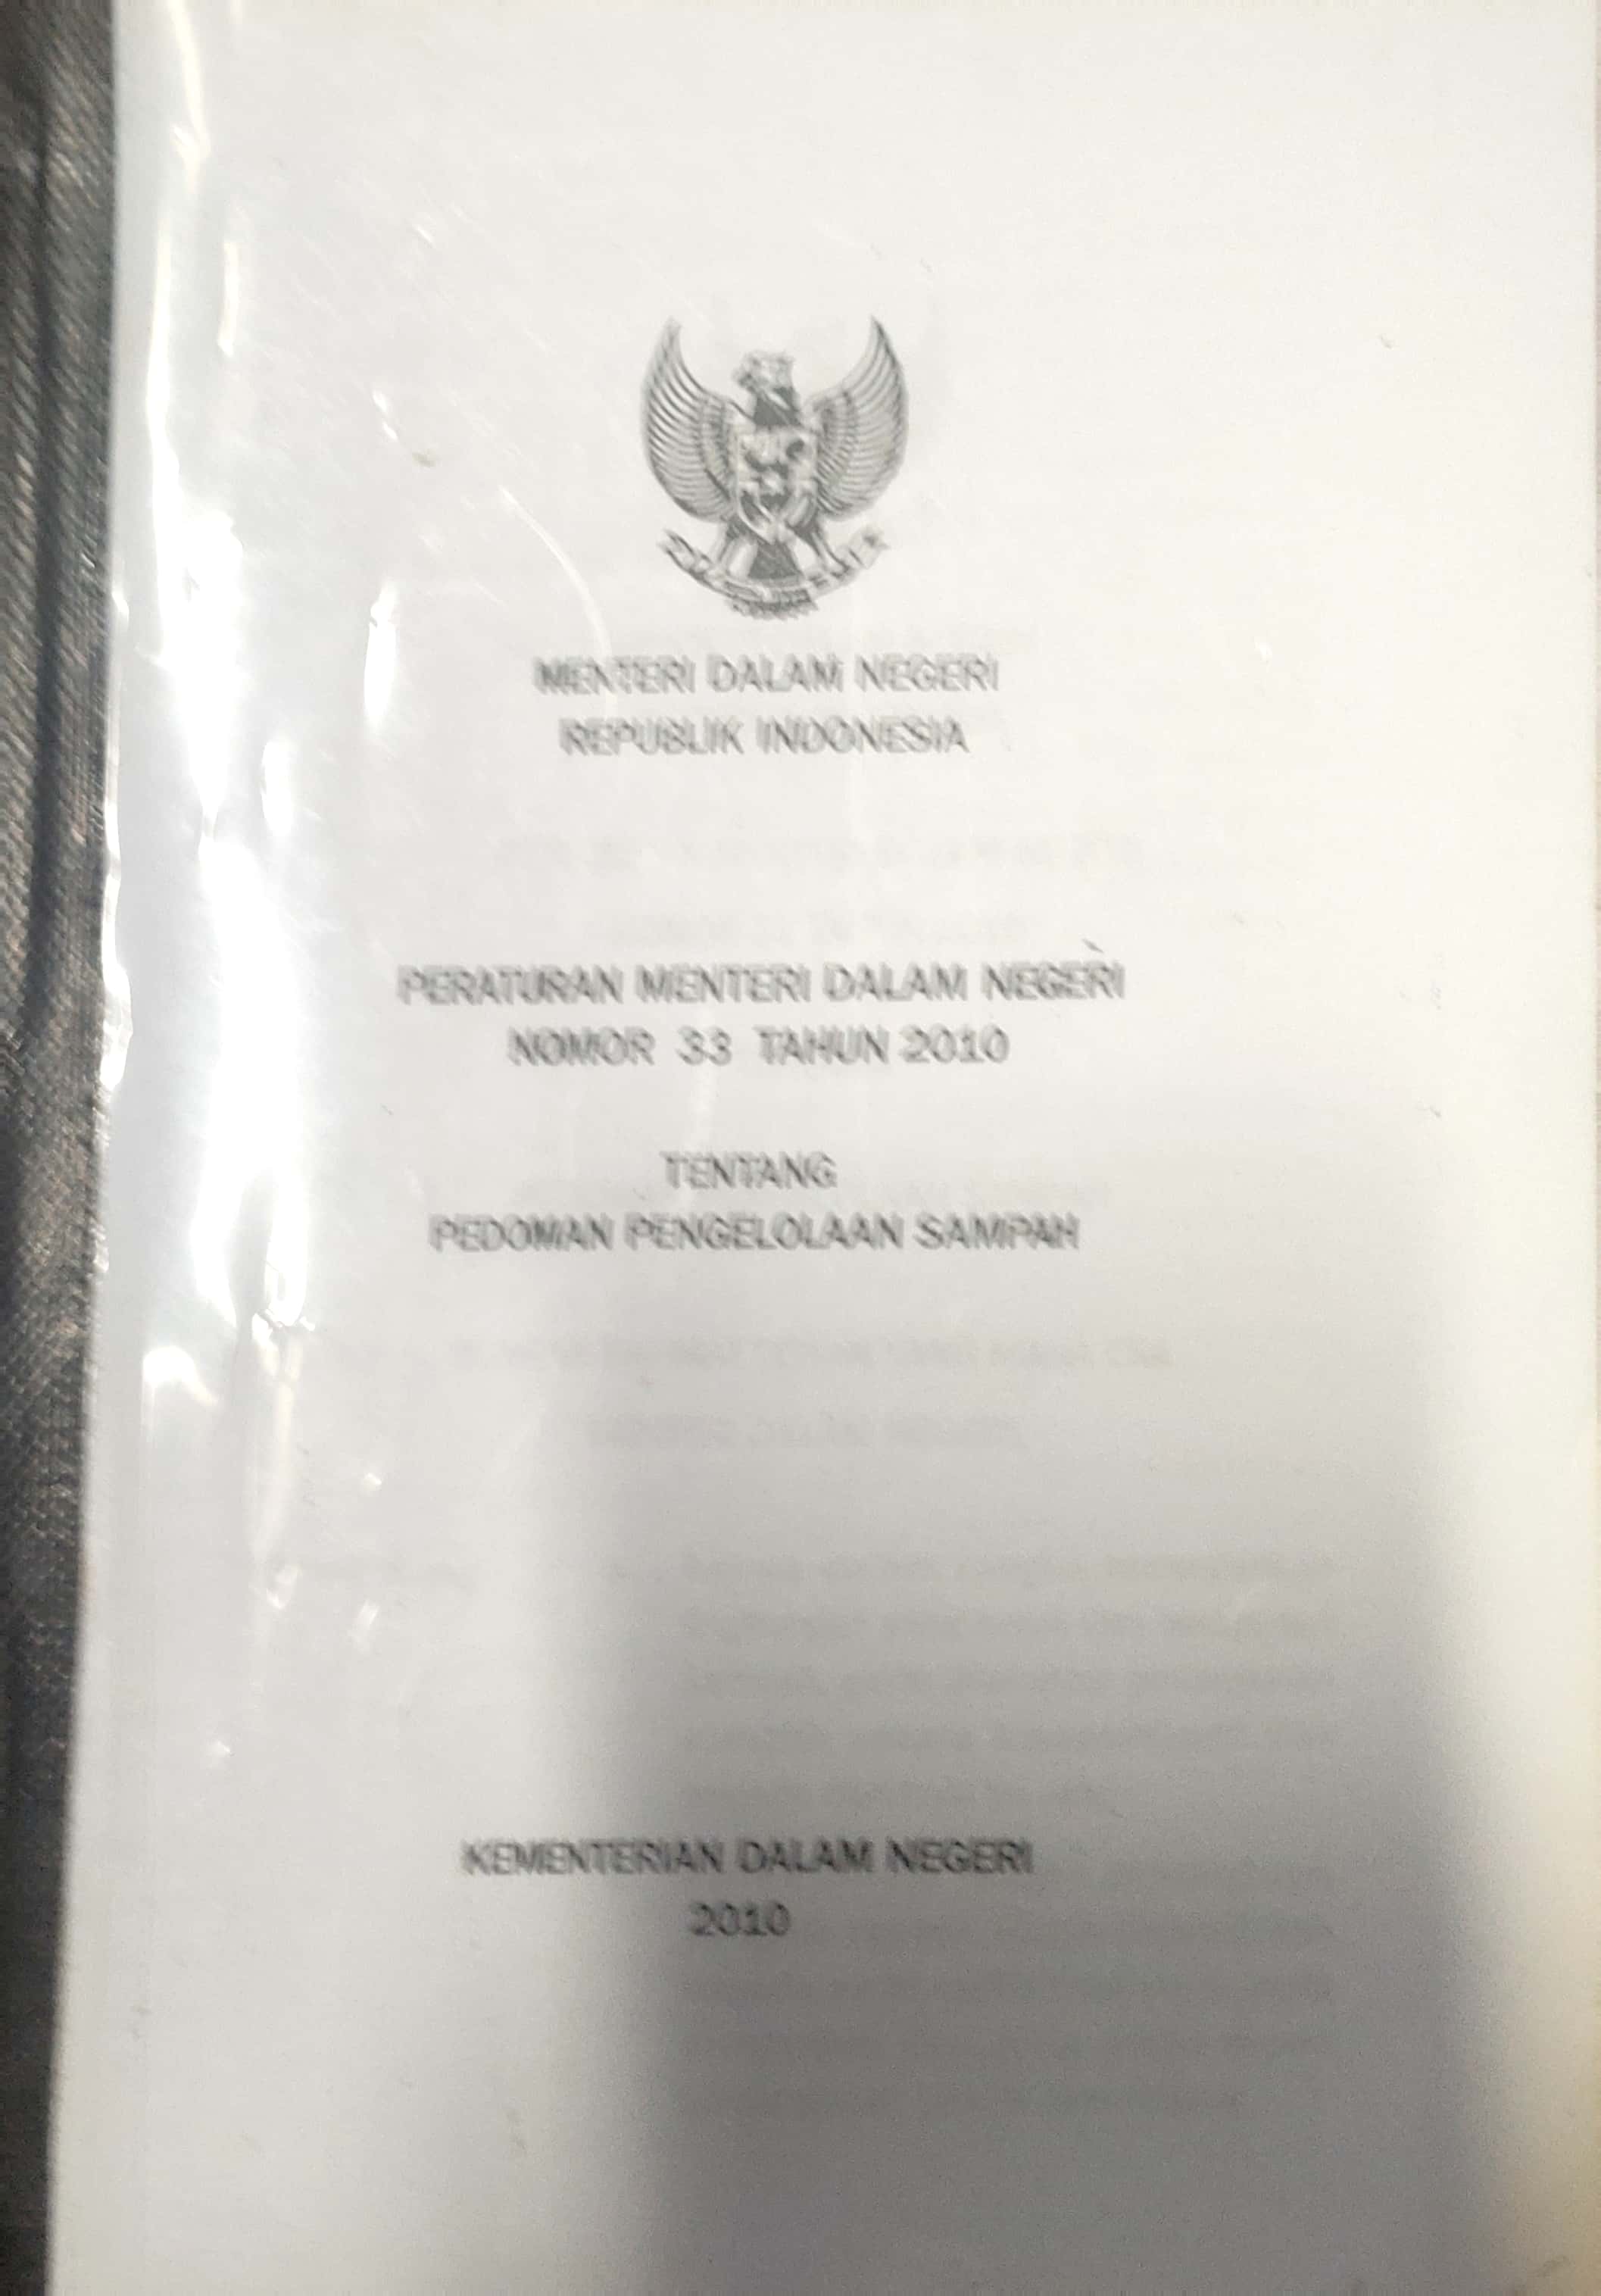 MENTERI DALAM NEGERI
REPUBLIK INDONESIA
PERATURAN MENTERI DALAM NEGERI
NOMOR 33 TAHUN 2010
TENTANG
PEDOMAN PENGELOLAAN SAMPAH
KEMENTERIAN DALAM NEGERI
2010